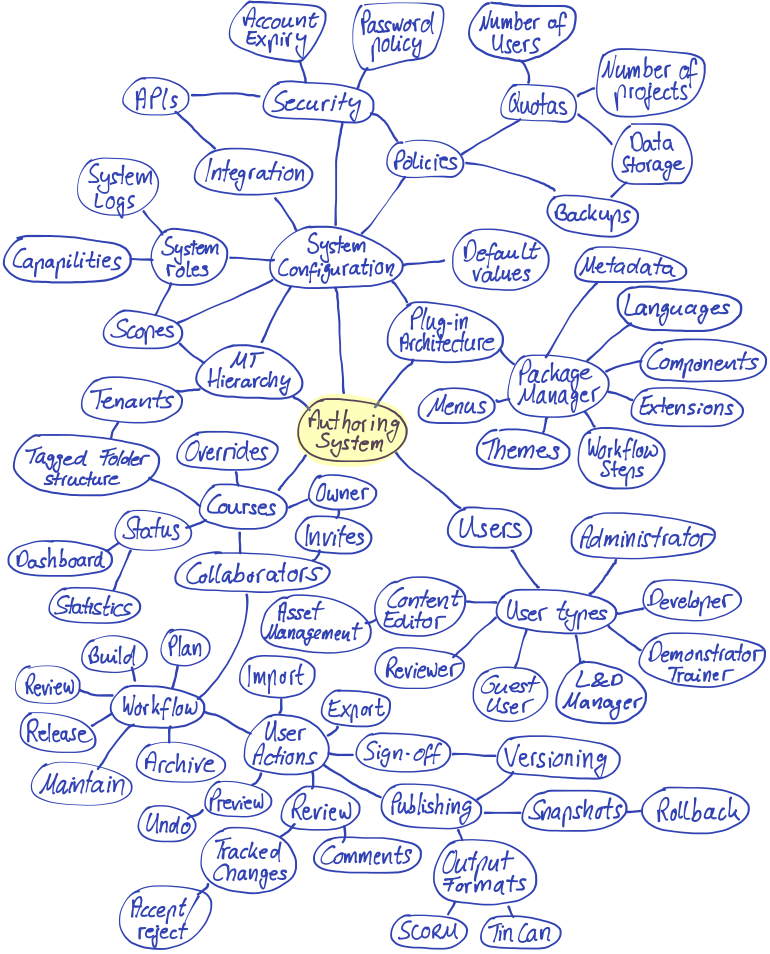 Account
Expiry
Password
policy
Number of
Users
Number of
projects
APIs
Security
Quotas
Data
Storage
Integration
Policies
Backups
System
Logs
Capapilities
System
roles
System
Configuration
Default
values
Metadata
Languages
Scopes
MT
Hierarchy
Plug-in
Architecture
Package
Manager
Components
Extensions
Menus
Themes
Workflow
Steps
Tenants
Authoring
System
Tagged Folder
structure
Overrides
Courses
Owner
Invites
Status
Dashboard
Statistics
Collaborators
Users
Administrator
Asset
Management
Content
Editor
User types
Developer
Reviewer
Guest
User
L&D
Manager
Demonstrator
Trainer
Build
Plan
Review
Workflow
Release
Maintain
Archive
Import
Export
User
Actions
Sign-off
Versioning
Preview
Undo
Review
Publishing
Snapshots
Rollback
Tracked
Changes
Comments
Accept
reject
Output
Formats
SCORM
Tin Can